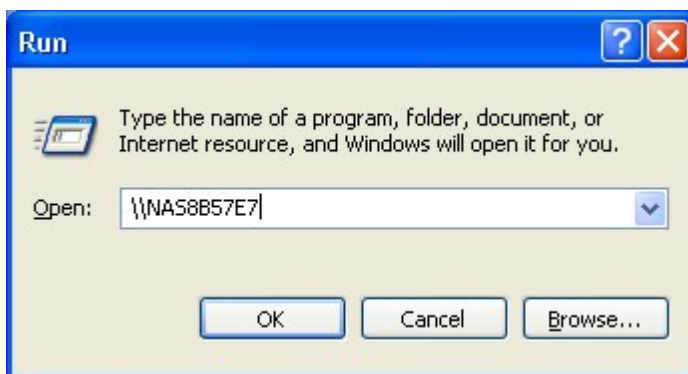 Run
Type the name of a program, folder, document, or
Internet resource, and Windows will open it for you.
Open: \\NAS8B57E7
OK Cancel Browse...